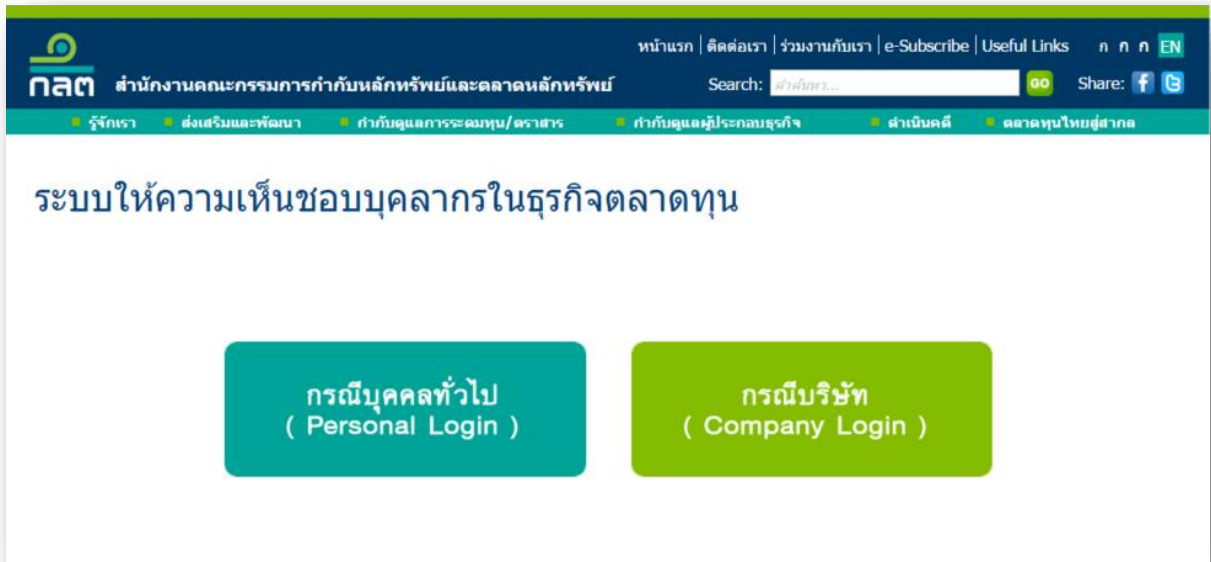 หน้าแรก | ติดต่อเรา | ร่วมงานกับเรา | e-Subscribe | Useful Links ก ก ก EN
กลต สำนักงานคณะกรรมการกำกับหลักทรัพย์และตลาดหลักทรัพย์ Search: คำค้นหา... GO Share:
รู้จักเรา ส่งเสริมและพัฒนา กำกับดูแลการระดมทุน/ตราสาร กำกับดูแลผู้ประกอบธุรกิจ ดำเนินคดี ตลาดทุนไทยสู่สากล
ระบบให้ความเห็นชอบบุคลากรในธุรกิจตลาดทุน
กรณีบุคคลทั่วไป
( Personal Login )
กรณีบริษัท
( Company Login )